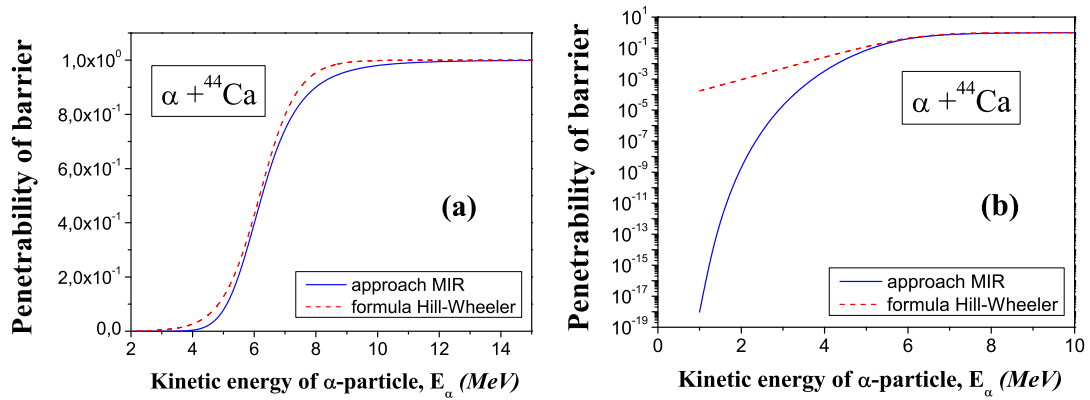 Penetrability of barrier
1,0x10⁰
8,0x10⁻¹
6,0x10⁻¹
4,0x10⁻¹
2,0x10⁻¹
0,0
α +⁴⁴Ca
(a)
approach MIR
formula Hill-Wheeler
2 4 6 8 10 12 14
Kinetic energy of α-particle, Eα (MeV)
Penetrability of barrier
10¹
10⁻¹
10⁻³
10⁻⁵
10⁻⁷
10⁻⁹
10⁻¹¹
10⁻¹³
10⁻¹⁵
10⁻¹⁷
10⁻¹⁹
α +⁴⁴Ca
(b)
approach MIR
formula Hill-Wheeler
0 2 4 6 8 10
Kinetic energy of α-particle, Eα (MeV)